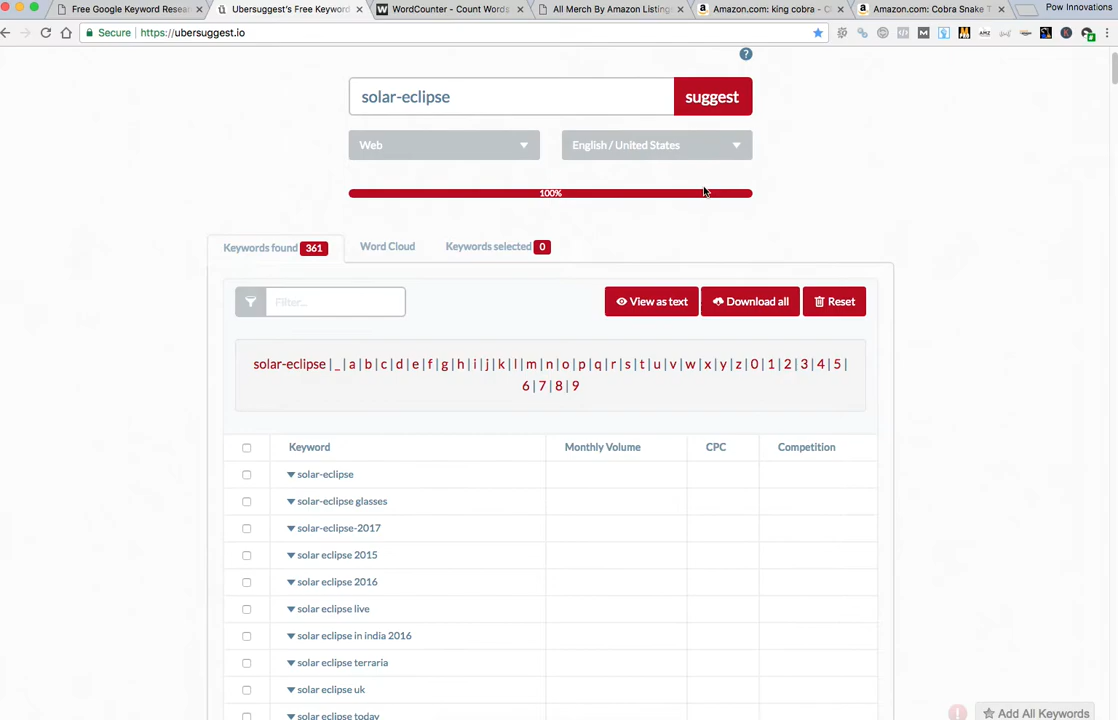 Free Google Keyword Resea
Ubersuggest's Free Keyword
WordCounter - Count Words
All Merch By Amazon Listing
Amazon.com: king cobra - C
Amazon.com: Cobra Snake T
Pow Innovations
Secure
https://ubersuggest.io
?
solar-eclipse
suggest
Web
English / United States
100%
Keywords found 361
Word Cloud
Keywords selected 0
Filter...
View as text
Download all
Reset
solar-eclipse | _ | a | b | c | d | e | f | g | h | i | j | k | l | m | n | o | p | q | r | s | t | u | v | w | x | y | z | 0 | 1 | 2 | 3 | 4 | 5 |
6 | 7 | 8 | 9
Keyword Monthly Volume CPC Competition
solar-eclipse
solar-eclipse glasses
solar-eclipse-2017
solar eclipse 2015
solar eclipse 2016
solar eclipse live
solar eclipse in india 2016
solar eclipse terraria
solar eclipse uk
solar eclipse today
Add All Keywords